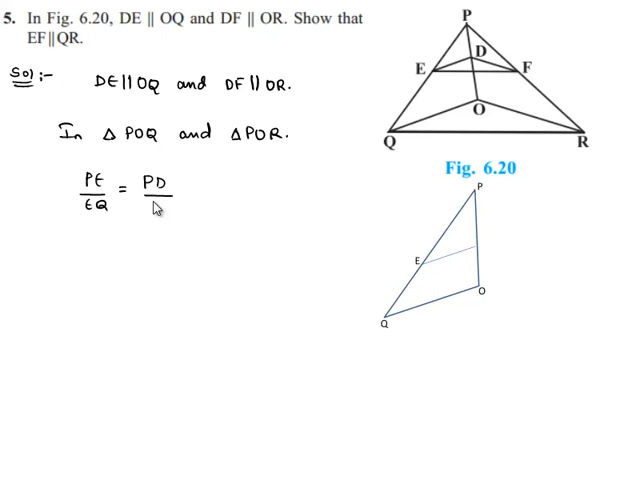 5. In Fig. 6.20, DE || OQ and DF || OR. Show that
EF || QR.
Sol :-
DE || OQ and DF || OR.
In △ POQ and △ POR.
PE/EQ = PD/
P
D
E
F
O
Q
R
Fig. 6.20
P
E
O
Q